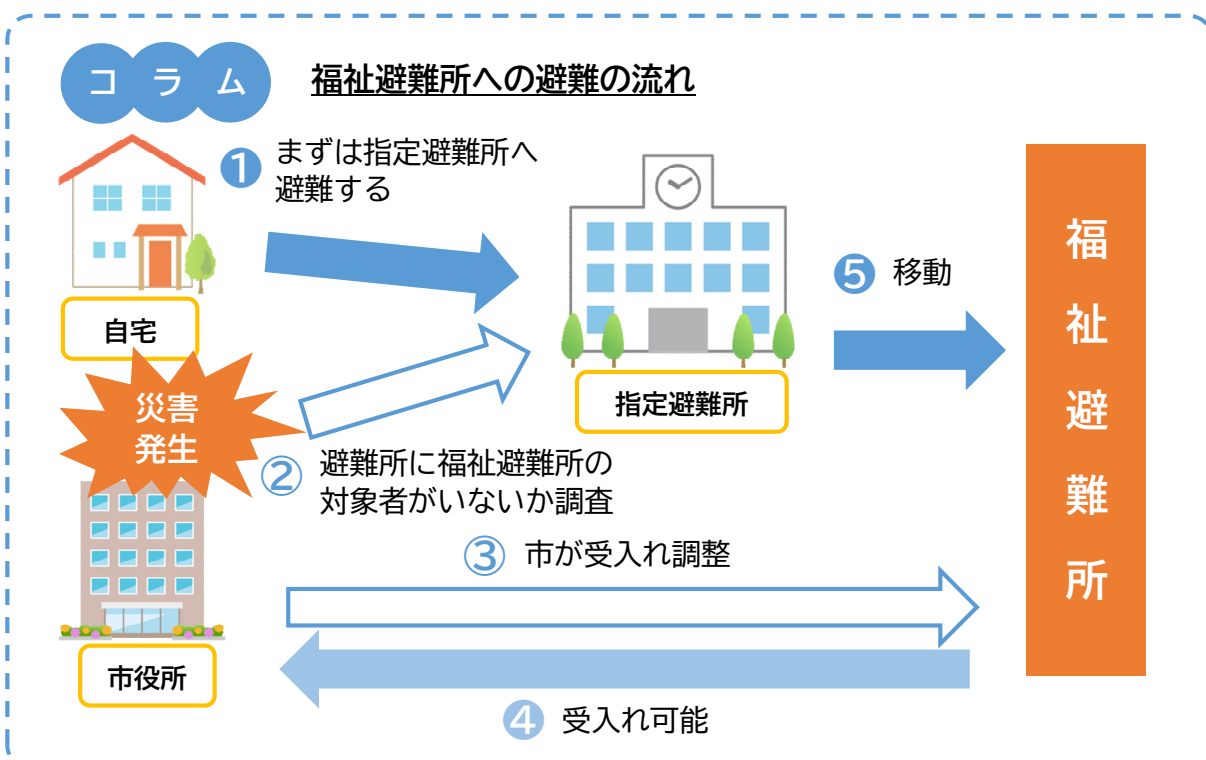 コラム
福祉避難所への避難の流れ
❶ まずは指定避難所へ
避難する
自宅
災害
発生
② 避難所に福祉避難所の
対象者がいないか調査
指定避難所
❺ 移動
③ 市が受入れ調整
市役所
❹ 受入れ可能
福祉避難所